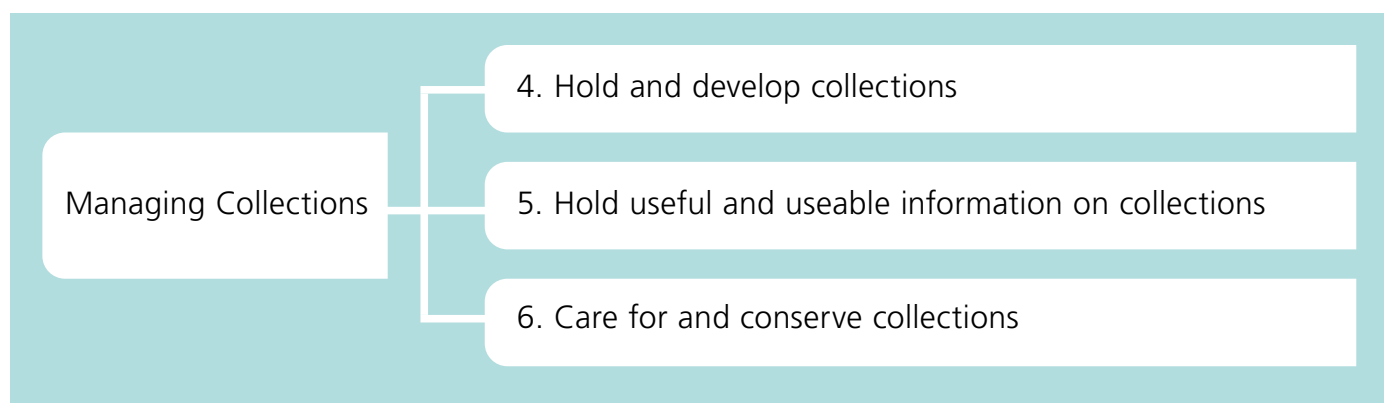 Managing Collections
4. Hold and develop collections
5. Hold useful and useable information on collections
6. Care for and conserve collections